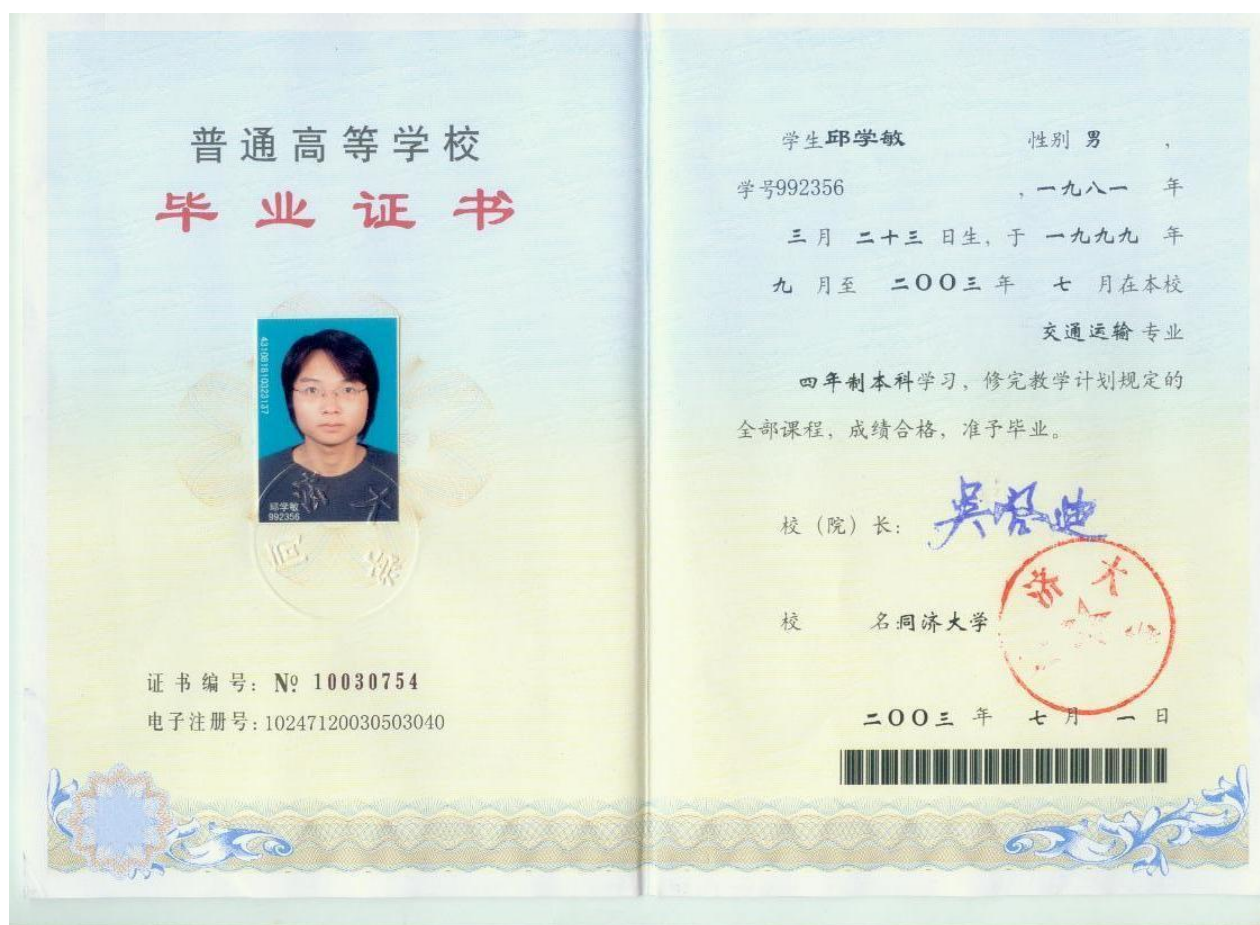 普通高等学校
毕业证书
邱学敏
992356
证书编号: № 10030754
电子注册号:10247120030503040
学生邱学敏 性别 男 ,
学号992356 , 一九八一 年
三月 二十三 日生, 于 一九九九 年
九 月至 二OO三 年 七 月在本校
交通运输 专业
四年制本科学习, 修完教学计划规定的
全部课程, 成绩合格, 准予毕业。
校 (院) 长:
校 名:同济大学
济 大
二OO三 年 七 月 一 日